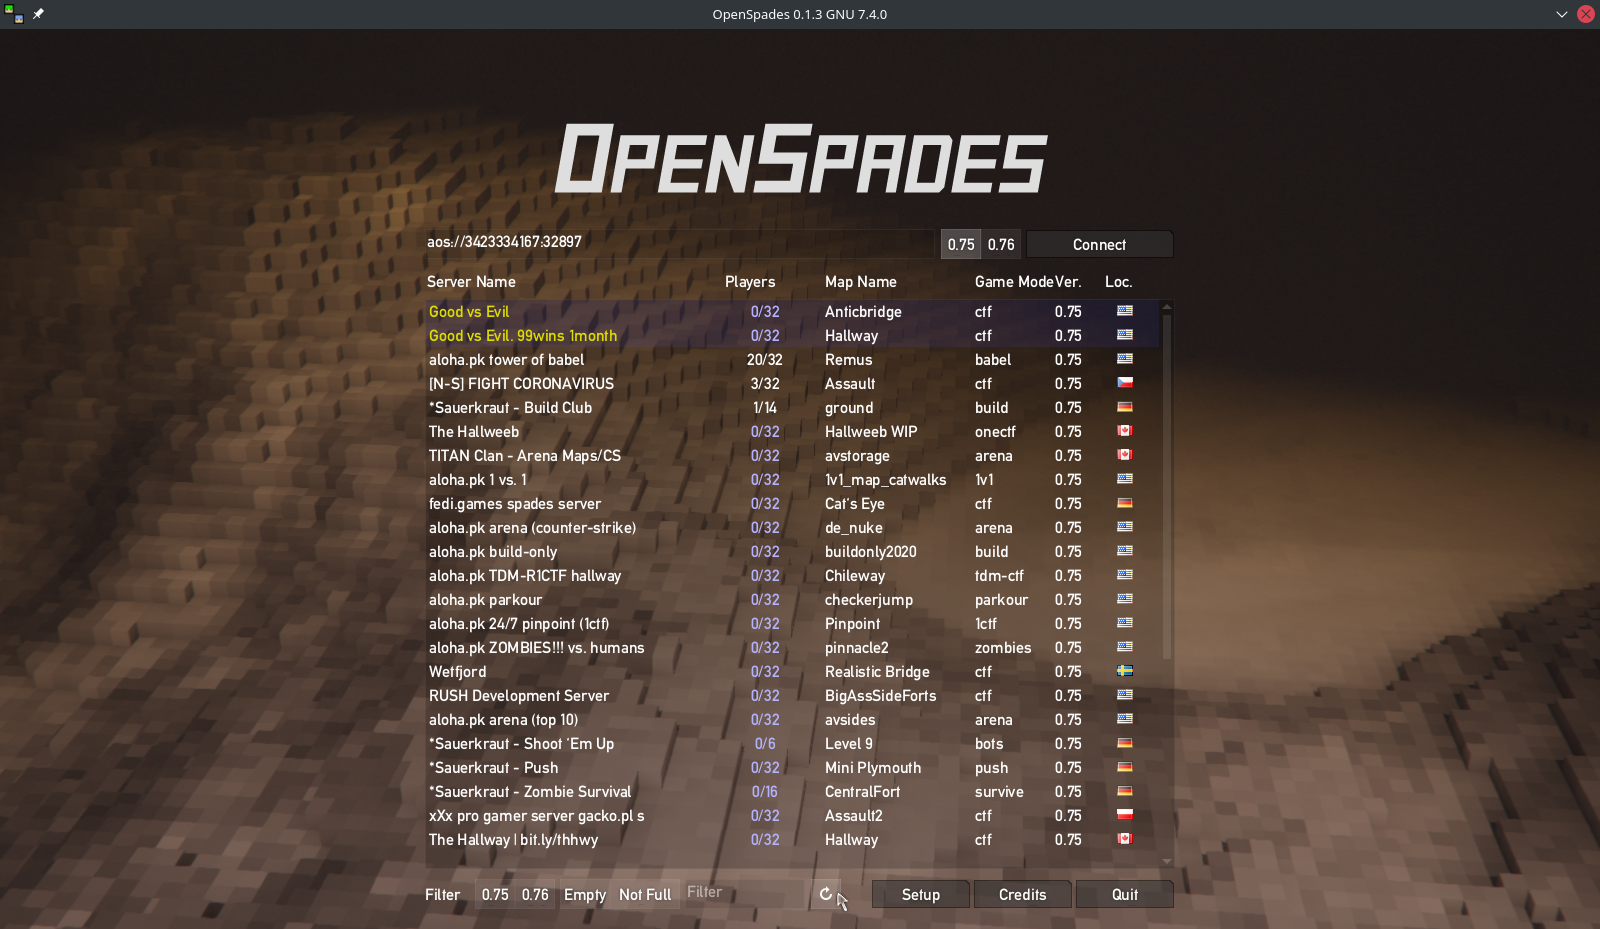 OpenSpades 0.1.3 GNU 7.4.0
OPENSPADES
aos://3423334167:32897 0.75 0.76 Connect
Server Name Players Map Name Game Mode Ver. Loc.
Good vs Evil 0/32 Anticbridge ctf 0.75
Good vs Evil. 99wins 1month 0/32 Hallway ctf 0.75
aloha.pk tower of babel 20/32 Remus babel 0.75
[N-S] FIGHT CORONAVIRUS 3/32 Assault ctf 0.75
*Sauerkraut - Build Club 1/14 ground build 0.75
The Hallweeb 0/32 Hallweeb WIP onectf 0.75
TITAN Clan - Arena Maps/CS 0/32 avstorage arena 0.75
aloha.pk 1 vs. 1 0/32 1v1_map_catwalks 1v1 0.75
fedi.games spades server 0/32 Cat's Eye ctf 0.75
aloha.pk arena (counter-strike) 0/32 de_nuke arena 0.75
aloha.pk build-only 0/32 buildonly2020 build 0.75
aloha.pk TDM-R1CTF hallway 0/32 Chileway tdm-ctf 0.75
aloha.pk parkour 0/32 checkerjump parkour 0.75
aloha.pk 24/7 pinpoint (1ctf) 0/32 Pinpoint 1ctf 0.75
aloha.pk ZOMBIES!!! vs. humans 0/32 pinnacle2 zombies 0.75
Wetfjord 0/32 Realistic Bridge ctf 0.75
RUSH Development Server 0/32 BigAssSideForts ctf 0.75
aloha.pk arena (top 10) 0/32 avsides arena 0.75
*Sauerkraut - Shoot 'Em Up 0/6 Level 9 bots 0.75
*Sauerkraut - Push 0/32 Mini Plymouth push 0.75
*Sauerkraut - Zombie Survival 0/16 CentralFort survive 0.75
xXx pro gamer server gacko.pl s 0/32 Assault2 ctf 0.75
The Hallway | bit.ly/thhwy 0/32 Hallway ctf 0.75
Filter 0.75 0.76 Empty Not Full Filter Setup Credits Quit